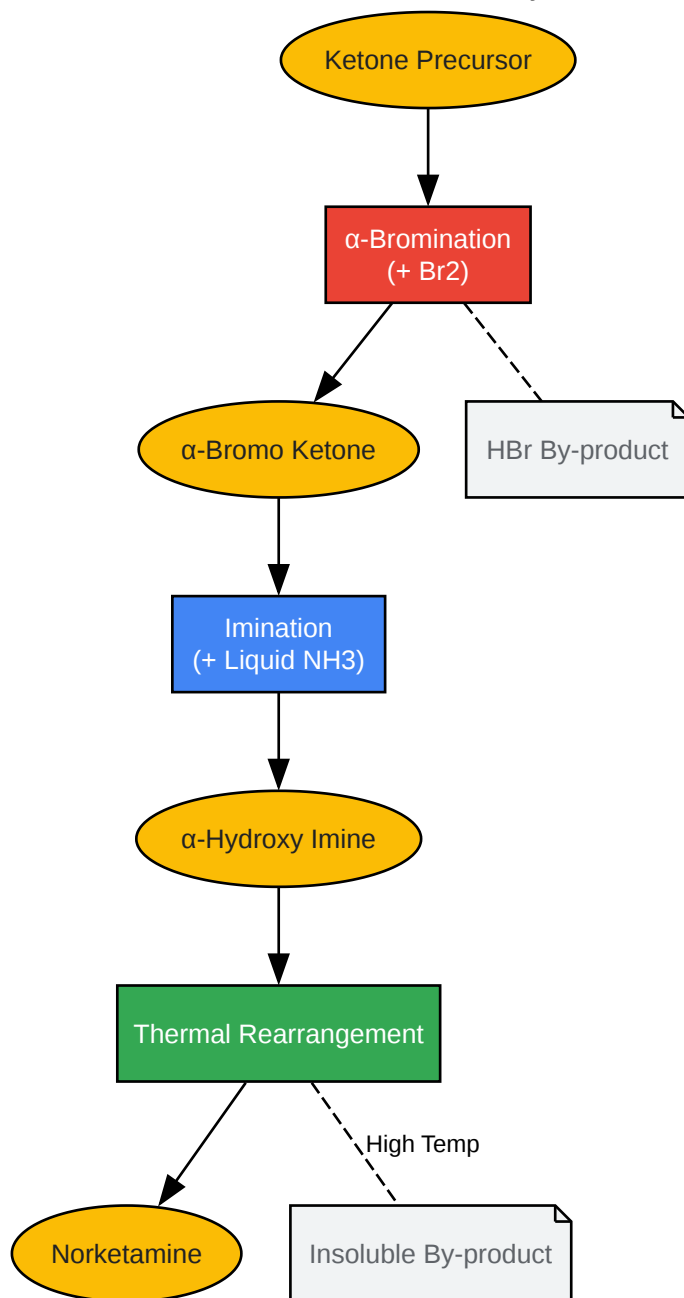 Ketone Precursor
α-Bromination
(+ Br2)
α-Bromo Ketone
HBr By-product
Imination
(+ Liquid NH3)
α-Hydroxy Imine
Thermal Rearrangement
High Temp
Norketamine
Insoluble By-product